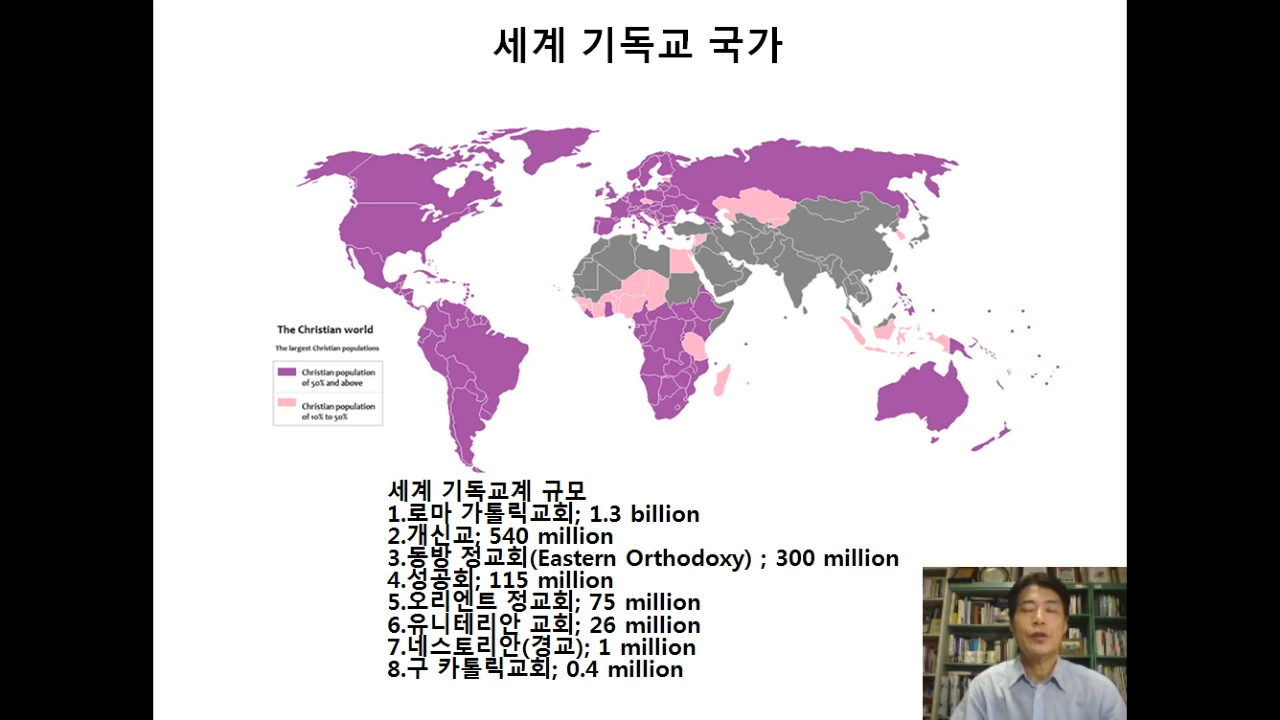 세계 기독교 국가
The Christian world
The largest Christian populations
Christian population
of 50% and above
Christian population
of 10% to 50%
세계 기독교계 규모
1.로마 가톨릭교회; 1.3 billion
2.개신교; 540 million
3.동방 정교회(Eastern Orthodoxy) ; 300 million
4.성공회; 115 million
5.오리엔트 정교회; 75 million
6.유니테리안 교회; 26 million
7.네스토리안(경교); 1 million
8.구 카톨릭교회; 0.4 million